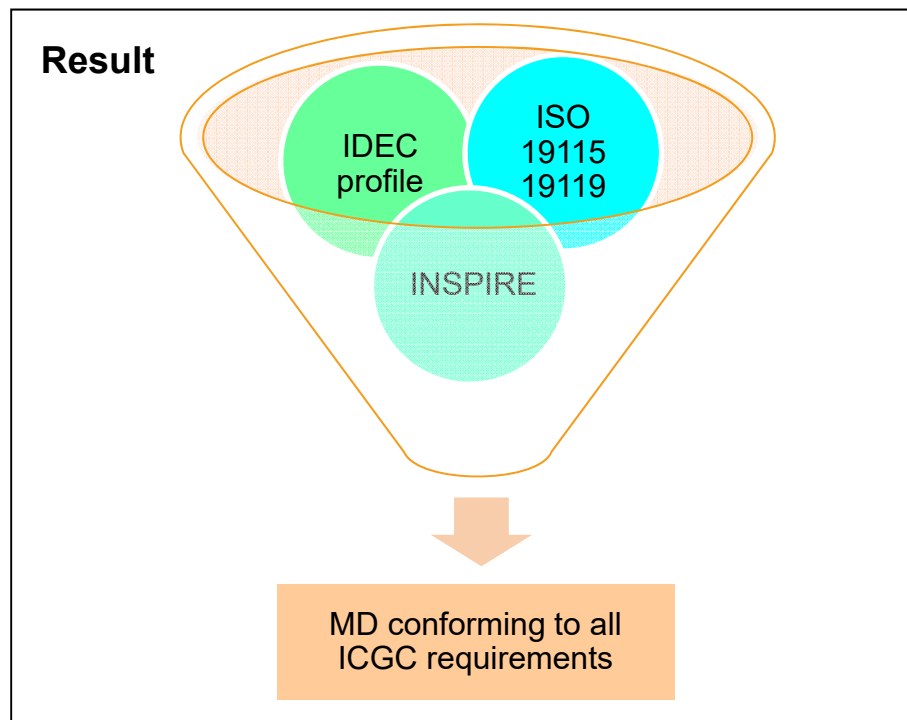 Result
IDEC
profile
ISO
19115
19119
INSPIRE
MD conforming to all
ICGC requirements